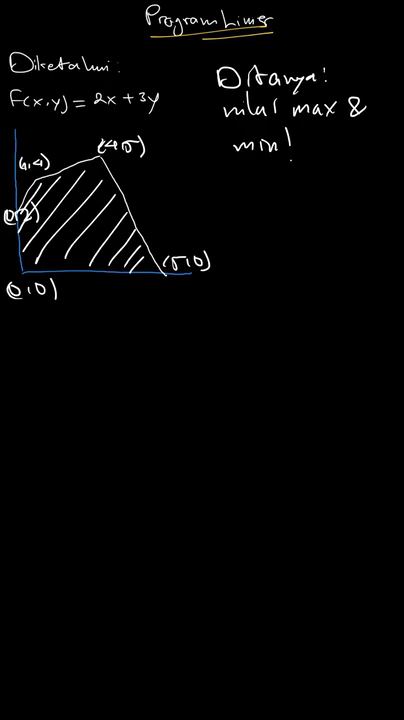 Program Linier
Diketahui:
F(x,y) = 2x + 3y
Ditanya:
nilai max &
min!
(4,5)
(1,4)
(0,2)
(5,0)
(0,0)